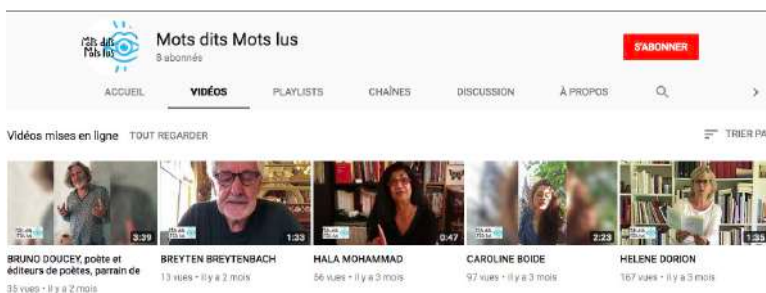 Mots dits
Mots lus
Mots dits Mots lus
8 abonnés
S'ABONNER
ACCUEIL VIDÉOS PLAYLISTS CHAÎNES DISCUSSION À PROPOS
Vidéos mises en ligne TOUT REGARDER TRIER PA
3:39 1:33 0:47 2:23 1:35
BRUNO DOUCEY, poète et BREYTEN BREYTENBACH HALA MOHAMMAD CAROLINE BOIDE HELENE DORION
éditeurs de poètes, parrain de 13 vues • il y a 2 mois 56 vues • il y a 3 mois 97 vues • il y a 3 mois 167 vues • il y a 3 mois
35 vues • il y a 2 mois